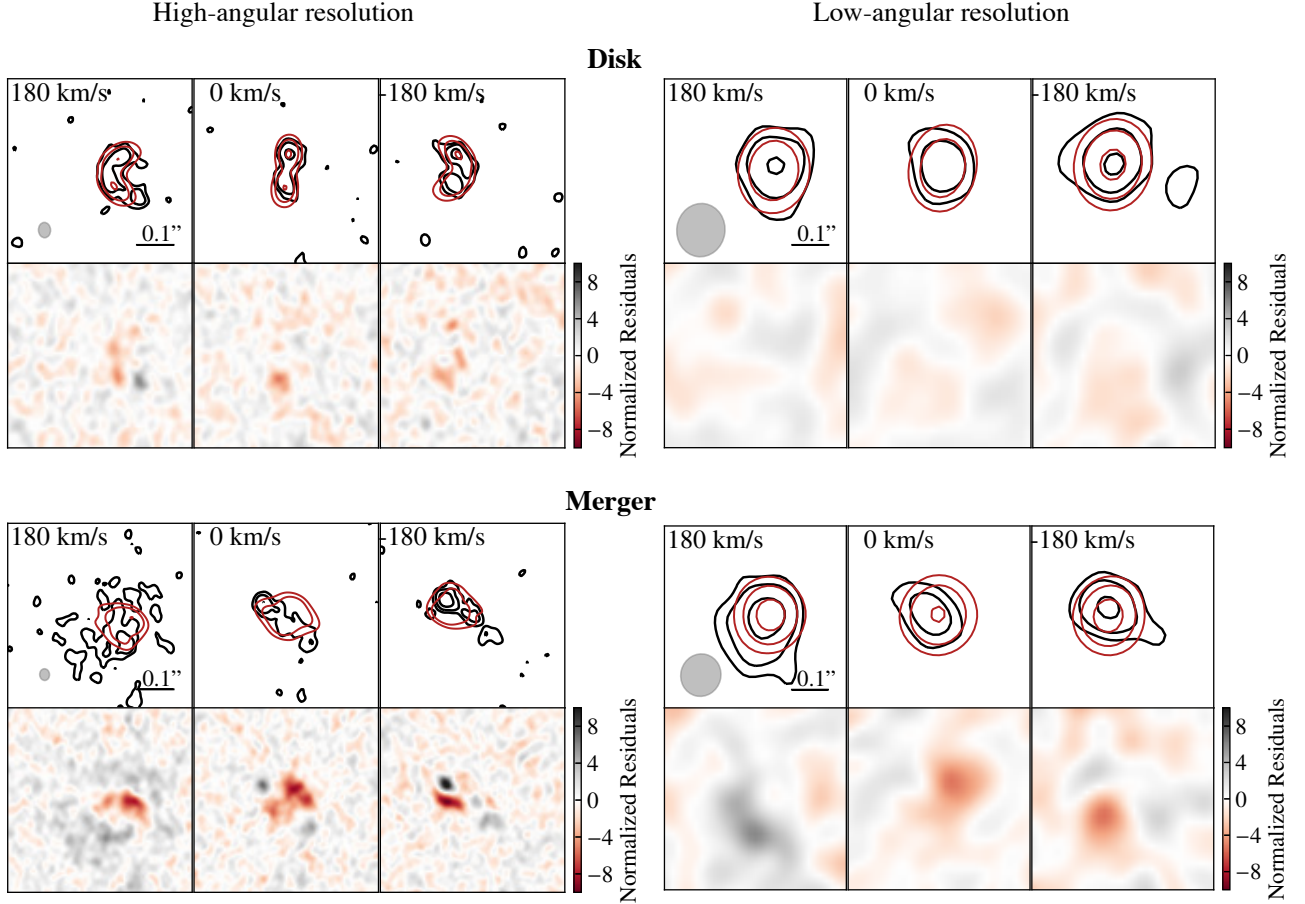 High-angular resolution
Low-angular resolution
Disk
180 km/s
0 km/s
-180 km/s
180 km/s
0 km/s
-180 km/s
0.1”
0.1”
8
4
0
−4
−8
Normalized Residuals
8
4
0
−4
−8
Normalized Residuals
Merger
180 km/s
0 km/s
-180 km/s
180 km/s
0 km/s
-180 km/s
0.1”
0.1”
8
4
0
−4
−8
Normalized Residuals
8
4
0
−4
−8
Normalized Residuals